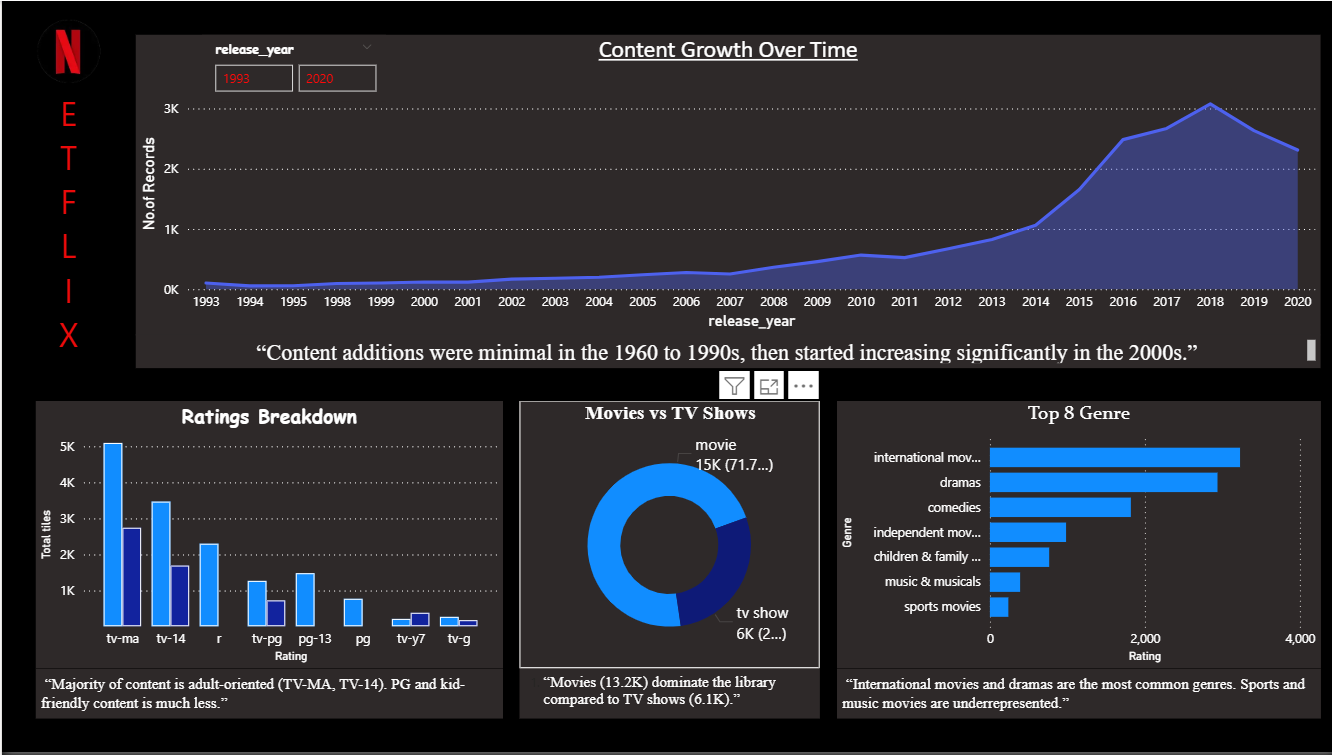 N
E
T
F
L
I
X
release_year
1993 2020
Content Growth Over Time
No.of Records
3K
2K
1K
0K
1993 1994 1995 1998 1999 2000 2001 2002 2003 2004 2005 2006 2007 2008 2009 2010 2011 2012 2013 2014 2015 2016 2017 2018 2019 2020
release_year
“Content additions were minimal in the 1960 to 1990s, then started increasing significantly in the 2000s.”
Ratings Breakdown
Total tiles
5K
4K
3K
2K
1K
tv-ma tv-14 r tv-pg pg-13 pg tv-y7 tv-g
Rating
“Majority of content is adult-oriented (TV-MA, TV-14). PG and kid-
friendly content is much less.”
Movies vs TV Shows
movie
15K (71.7...)
tv show
6K (2...)
“Movies (13.2K) dominate the library
compared to TV shows (6.1K).”
Top 8 Genre
Genre
international mov...
dramas
comedies
independent mov...
children & family ...
music & musicals
sports movies
0 2,000 4,000
Rating
“International movies and dramas are the most common genres. Sports and
music movies are underrepresented.”